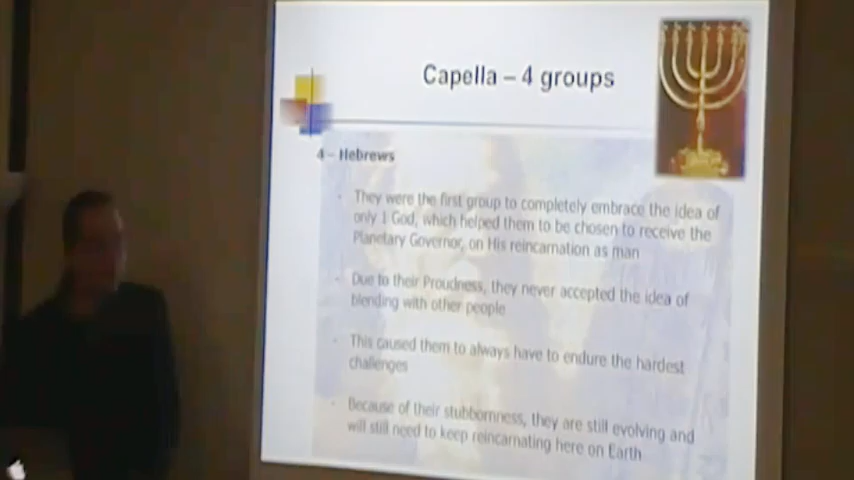 Capella – 4 groups
4 – Hebrews
- They were the first group to completely embrace the idea of
only 1 God, which helped them to be chosen to receive the
Planetary Governor, on His reincarnation as man
- Due to their Proudness, they never accepted the idea of
blending with other people
- This caused them to always have to endure the hardest
challenges
- Because of their stubbornness, they are still evolving and
will still need to keep reincarnating here on Earth